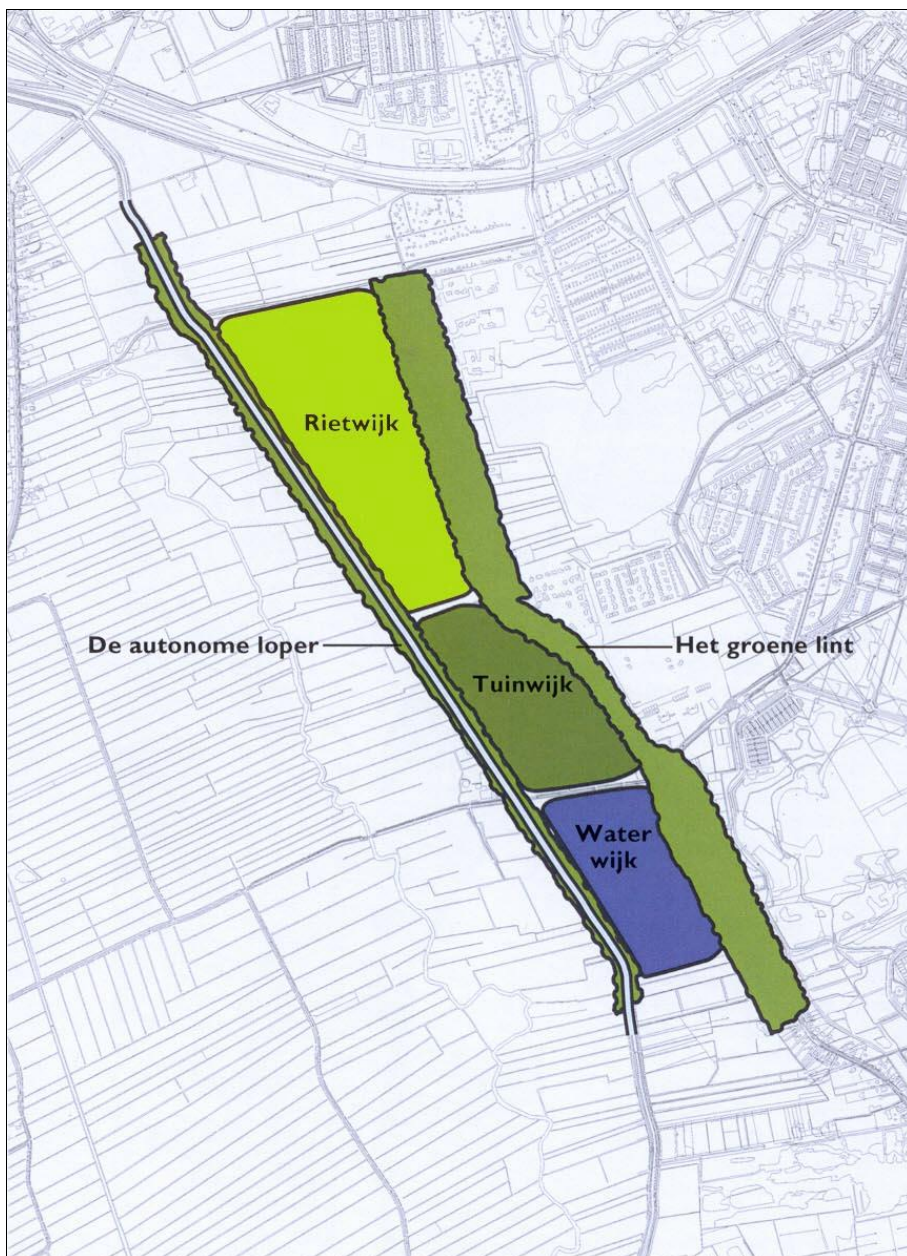 Rietwijk
De autonome loper
Het groene lint
Tuinwijk
Water
wijk